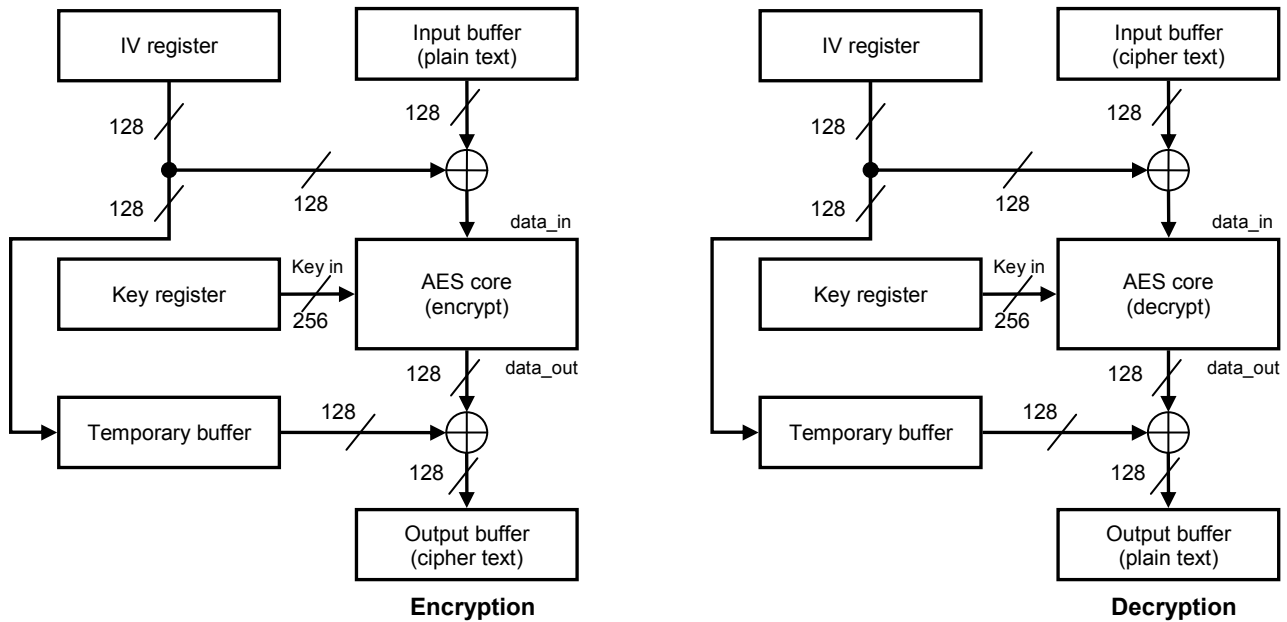 IV register
Input buffer
(plain text)
128
128
128
128
data_in
Key register
Key in
256
AES core
(encrypt)
128
data_out
Temporary buffer
128
128
Output buffer
(cipher text)
Encryption
IV register
Input buffer
(cipher text)
128
128
128
128
data_in
Key register
Key in
256
AES core
(decrypt)
128
data_out
Temporary buffer
128
128
Output buffer
(plain text)
Decryption